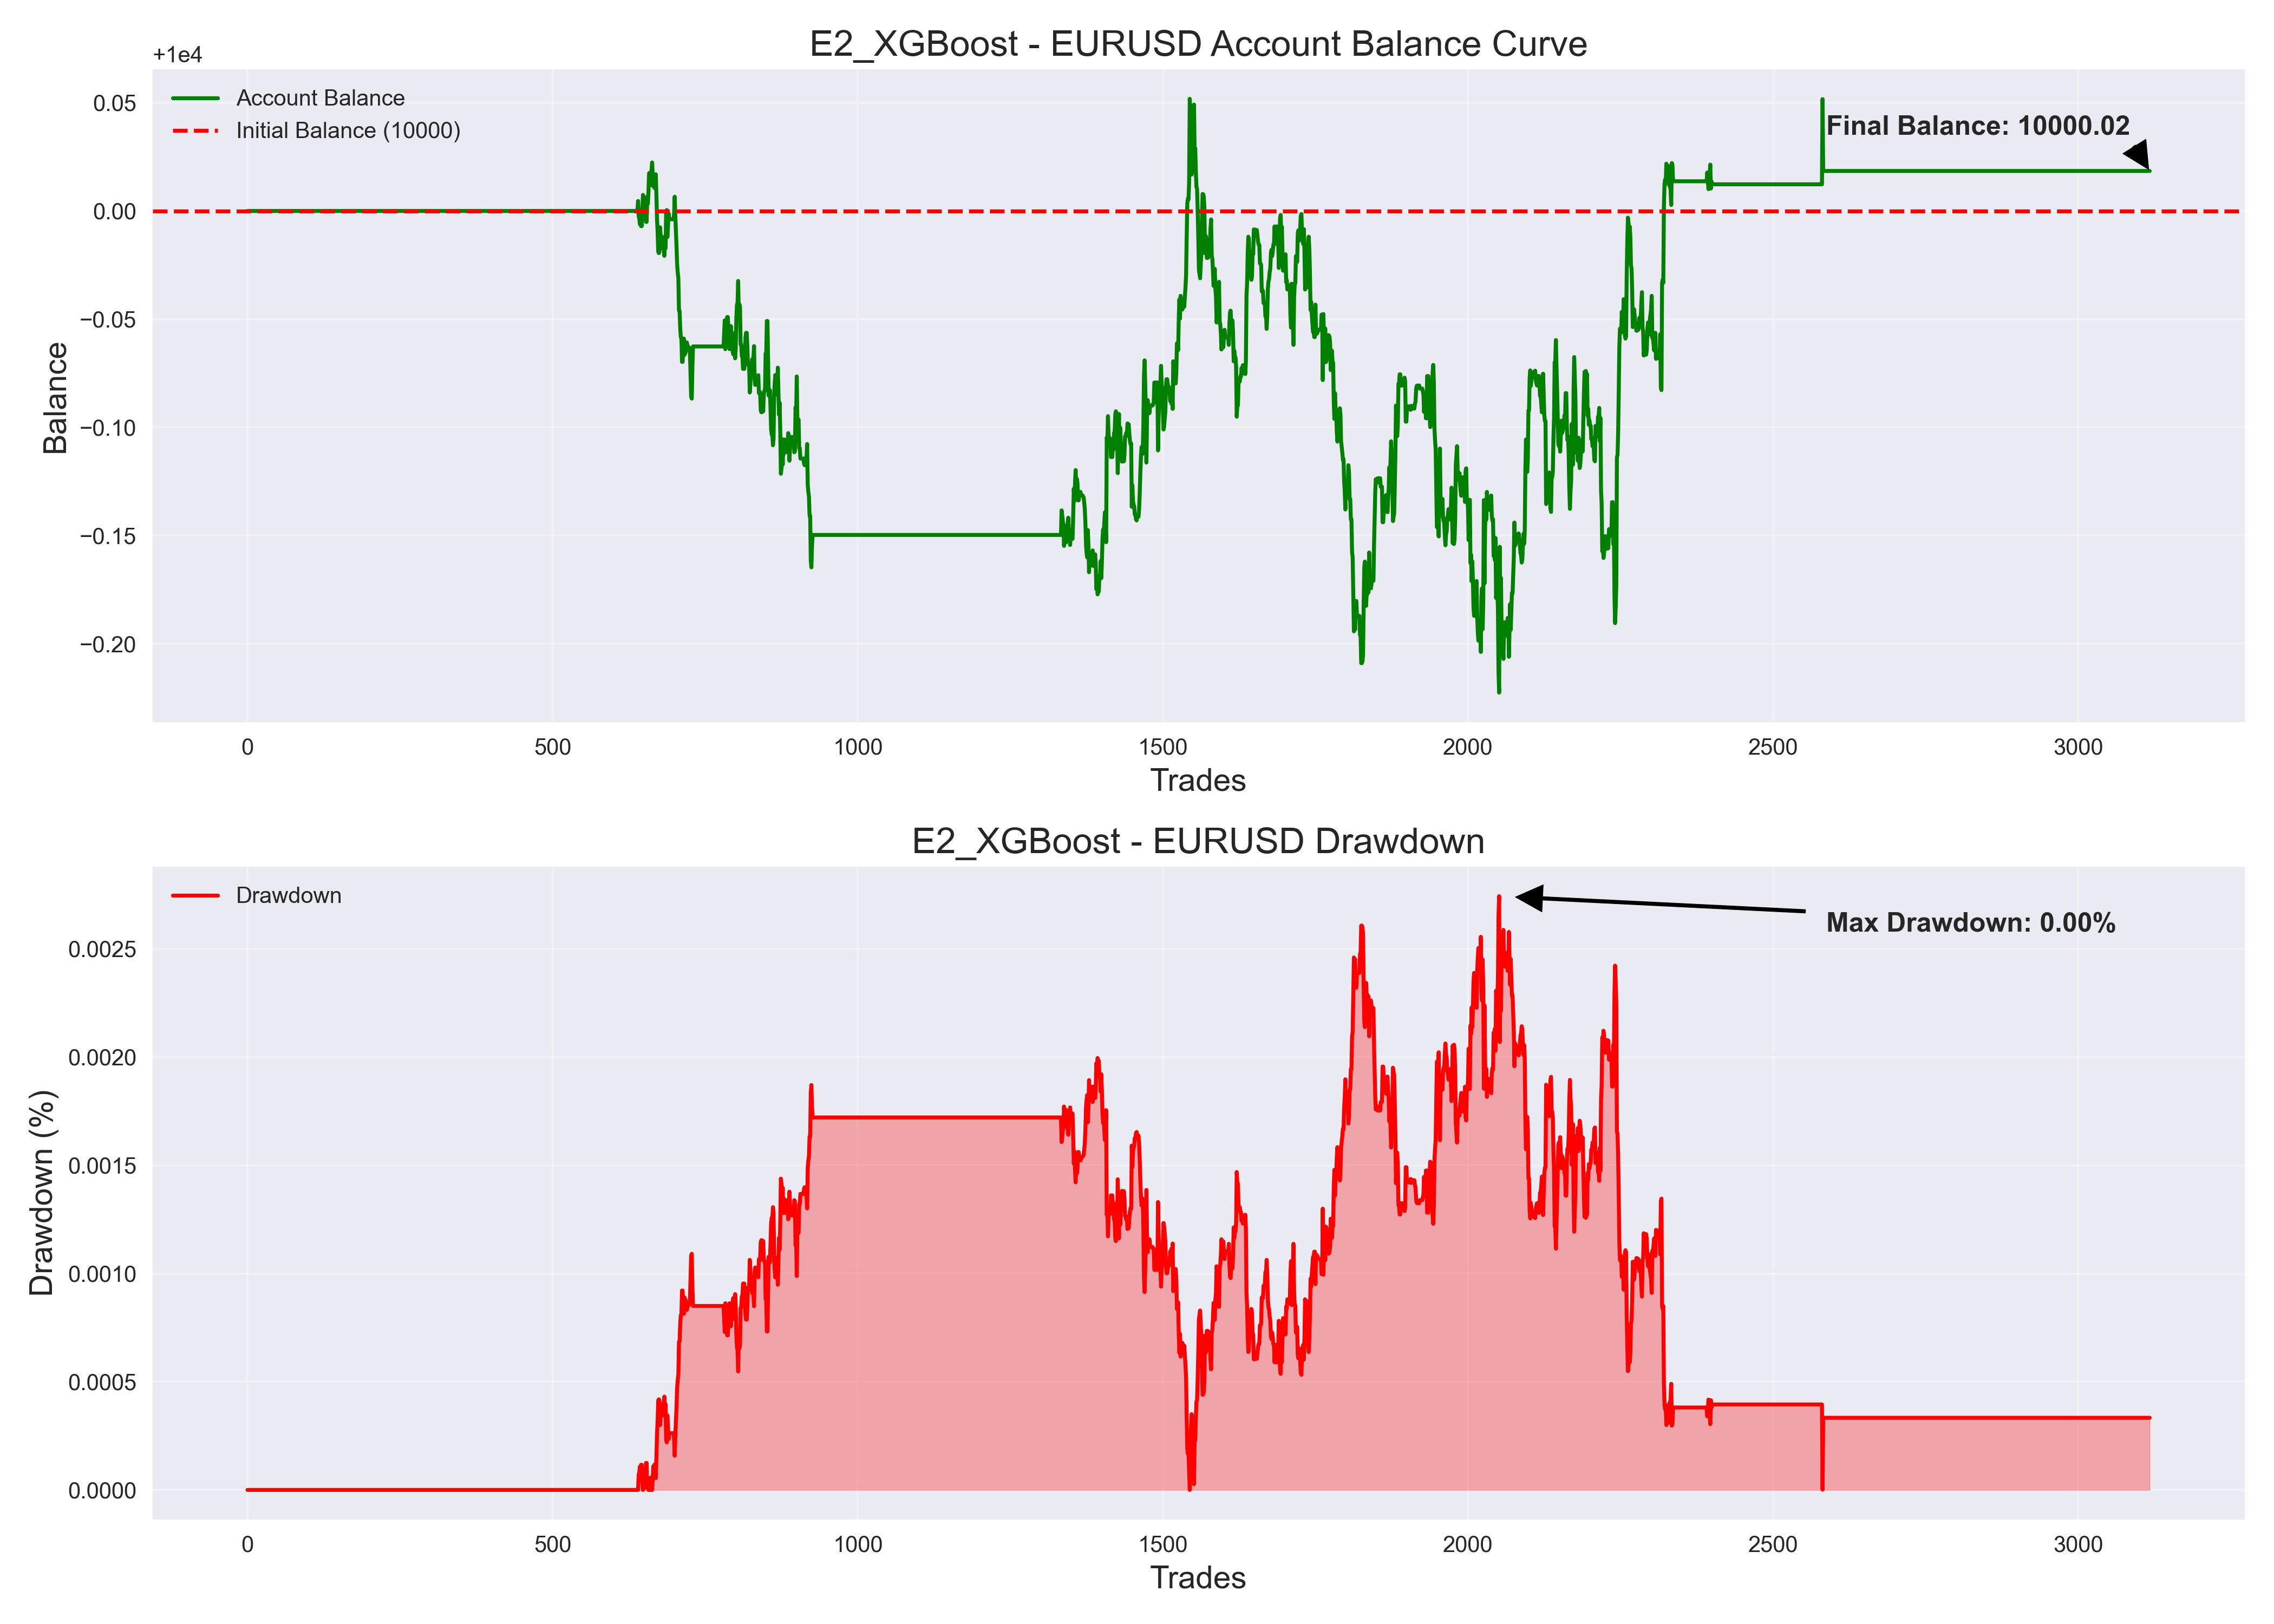 E2_XGBoost - EURUSD Account Balance Curve
+1e4
Account Balance
Initial Balance (10000)
Final Balance: 10000.02
0.05
0.00
−0.05
−0.10
−0.15
−0.20
Balance
0 500 1000 1500 2000 2500 3000
Trades
E2_XGBoost - EURUSD Drawdown
Drawdown
Max Drawdown: 0.00%
0.0025
0.0020
0.0015
0.0010
0.0005
0.0000
Drawdown (%)
0 500 1000 1500 2000 2500 3000
Trades